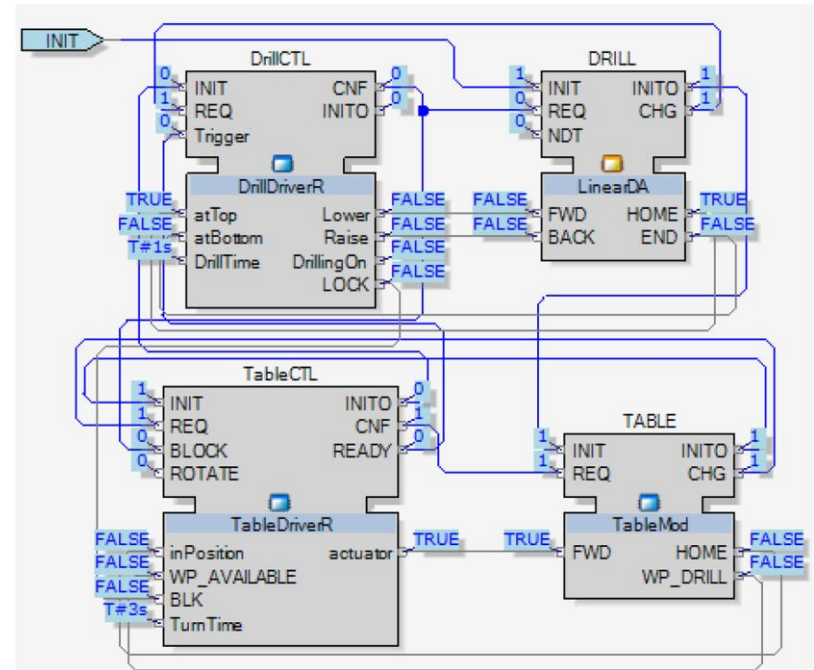 INIT
DrillCTL
0 INIT CNF 0
1 REQ INITO 0
0 Trigger
DrillDriverR
TRUE atTop Lower FALSE
FALSE atBottom Raise FALSE
T#1s DrillTime DrillingOn FALSE
LOCK FALSE
DRILL
1 INIT INITO 1
0 REQ CHG 1
0 NDT
LinearDA
FALSE FWD HOME TRUE
FALSE BACK END FALSE
TableCTL
1 INIT INITO 0
1 REQ CNF 1
0 BLOCK READY 0
0 ROTATE
TableDriverR
FALSE inPosition actuator TRUE
FALSE WP_AVAILABLE
FALSE BLK
T#3s TurnTime
TABLE
1 INIT INITO 1
1 REQ CHG 1
TableMod
TRUE FWD HOME FALSE
WP_DRILL FALSE